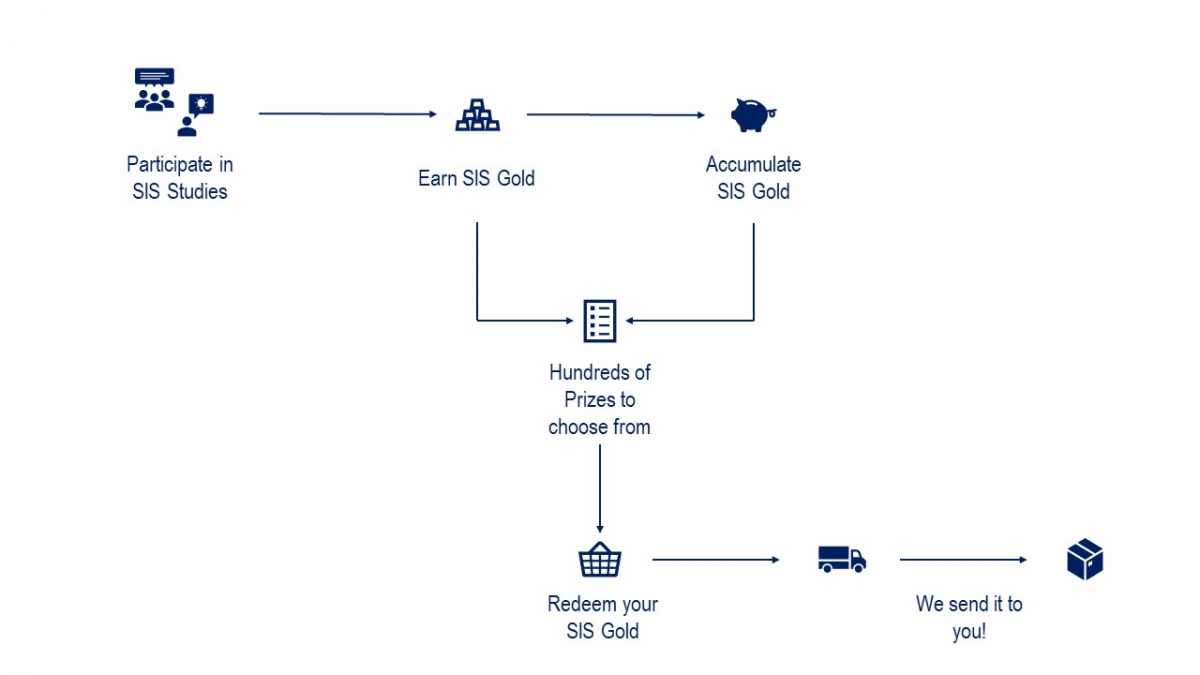 Participate in
SIS Studies
Earn SIS Gold
Accumulate
SIS Gold
Hundreds of
Prizes to
choose from
Redeem your
SIS Gold
We send it to
you!